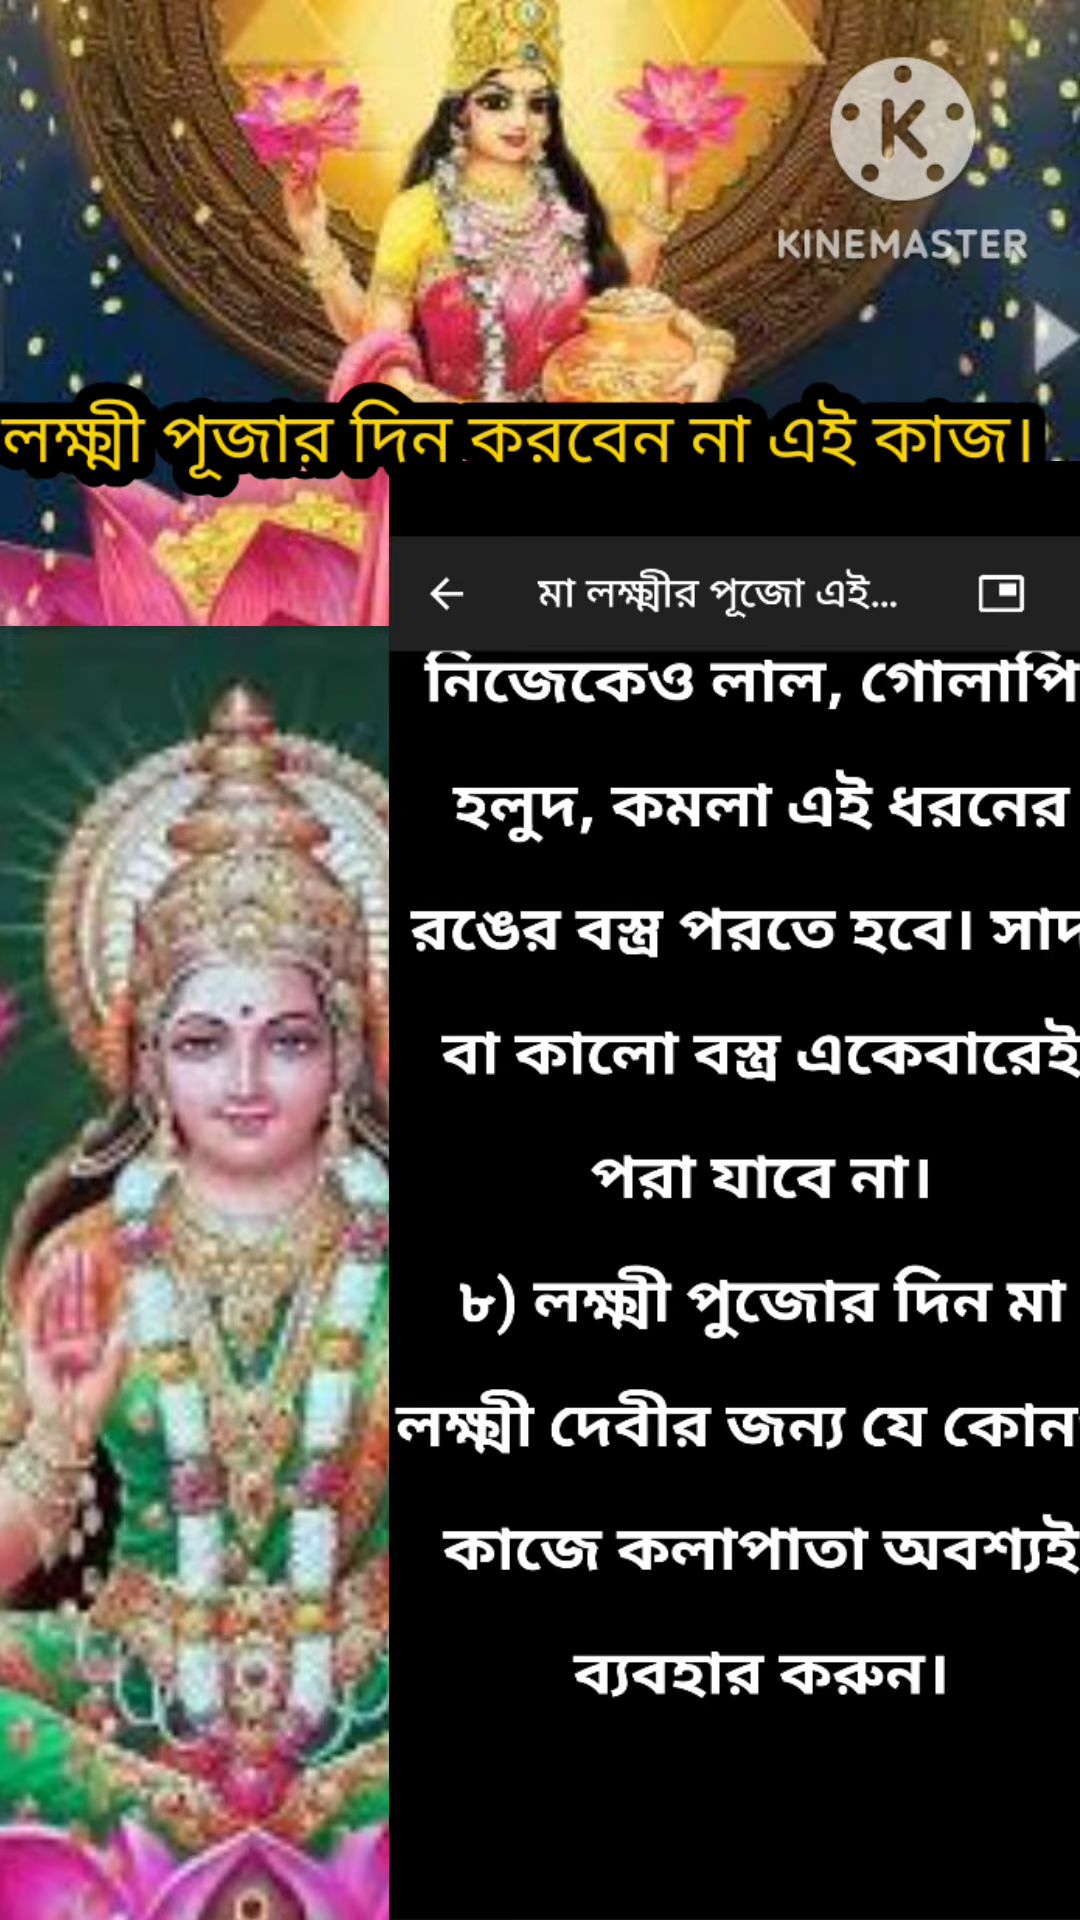 KINEMASTER
লক্ষ্মী পূজার দিন করবেন না এই কাজ।
মা লক্ষ্মীর পূজো এই...
নিজেকেও লাল, গোলাপি
হলুদ, কমলা এই ধরনের
রঙের বস্ত্র পরতে হবে।
বা কালো বস্ত্র একেবারেই
পরা যাবে না।
৮) লক্ষ্মী পুজোর দিন মা
লক্ষ্মী দেবীর জন্য যে কোন
কাজে কলাপাতা অবশ্যই
ব্যবহার করুন।